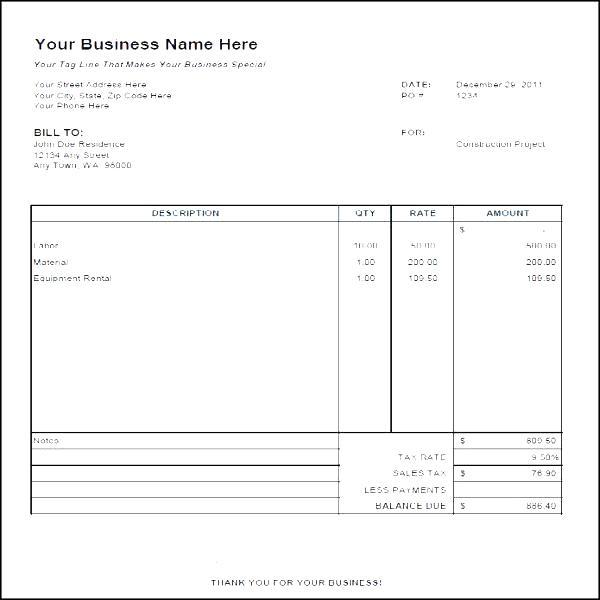 Your Business Name Here
Your Tag Line That Makes Your Business Special
Your Street Address Here
Your City, State, Zip Code Here
Your Phone Here
DATE: December 29, 2011
PO # 1234
BILL TO:
John Doe Residence
12134 Any Street
Any Town, WA 98000
FOR:
Construction Project
DESCRIPTION QTY RATE AMOUNT
$ -
Labor 10.00 50.00 500.00
Material 1.00 200.00 200.00
Equipment Rental 1.00 109.50 109.50
Notes $ 809.50
TAX RATE 9.50%
SALES TAX $ 76.90
LESS PAYMENTS
BALANCE DUE $ 886.40
THANK YOU FOR YOUR BUSINESS!